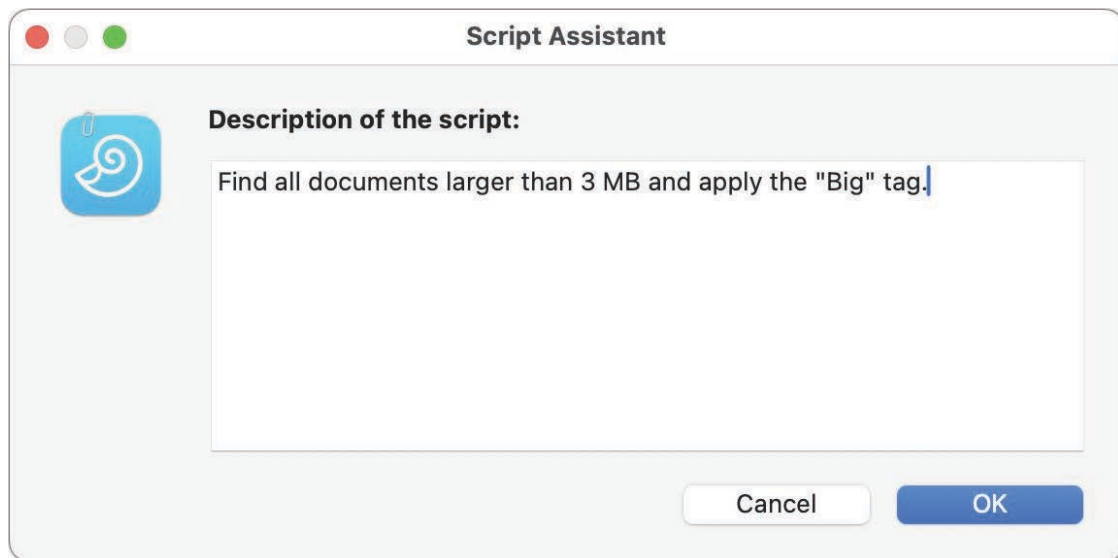 Script Assistant
Description of the script:
Find all documents larger than 3 MB and apply the "Big" tag.
Cancel
OK